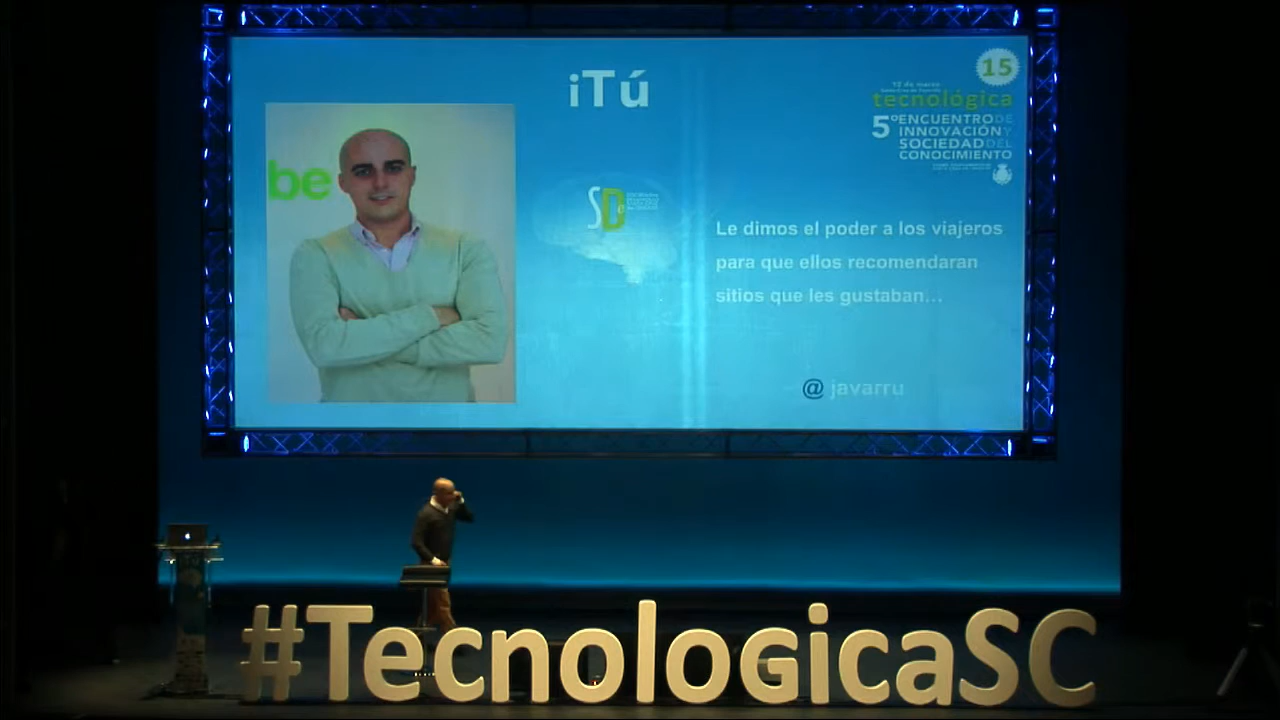 iTú
15
tecnológica
5º ENCUENTRO DE
INNOVACIÓN Y
SOCIEDAD DEL
CONOCIMIENTO
be
SDe
Le dimos el poder a los viajeros
para que ellos recomendaran
sitios que les gustaban…
@ javarru
#TecnologicaSC